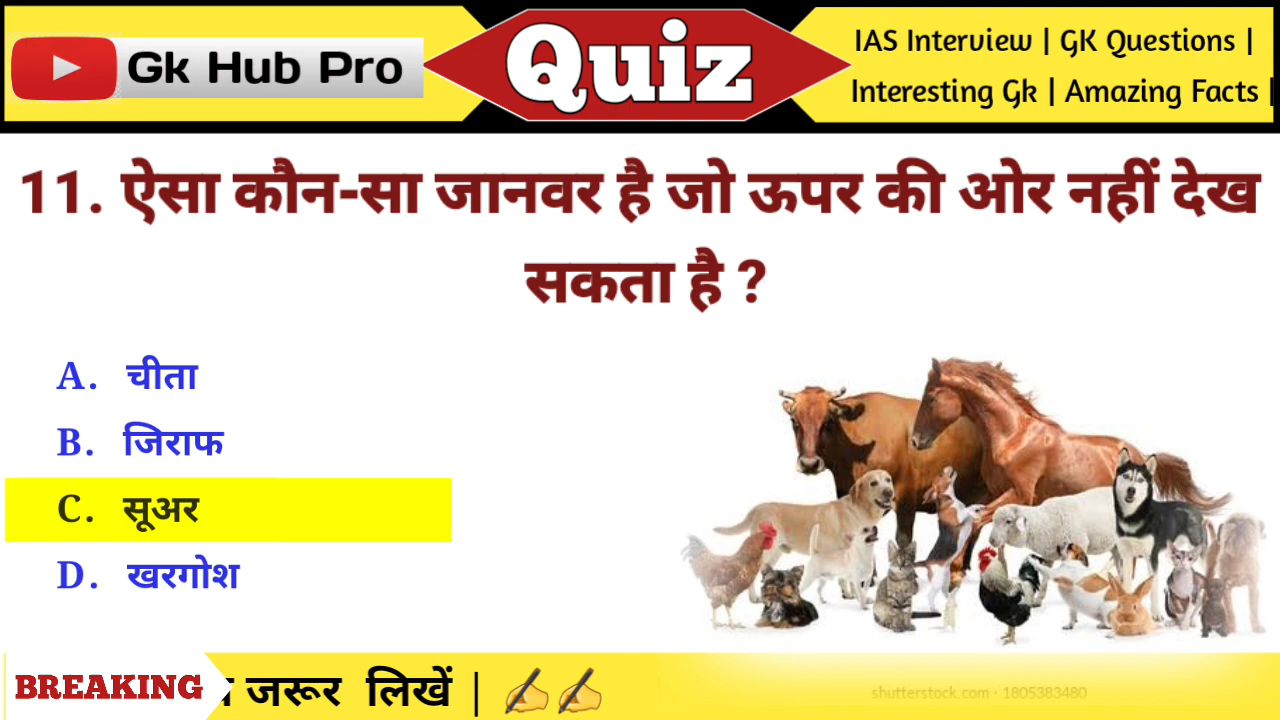 Gk Hub Pro
Quiz
IAS Interview | GK Questions |
Interesting Gk | Amazing Facts |
11. ऐसा कौन-सा जानवर है जो ऊपर की ओर नहीं देख
सकता है ?
A. चीता
B. जिराफ
C. सूअर
D. खरगोश
BREAKING
जरूर लिखें | ✍✍
shutterstock.com · 1805383480